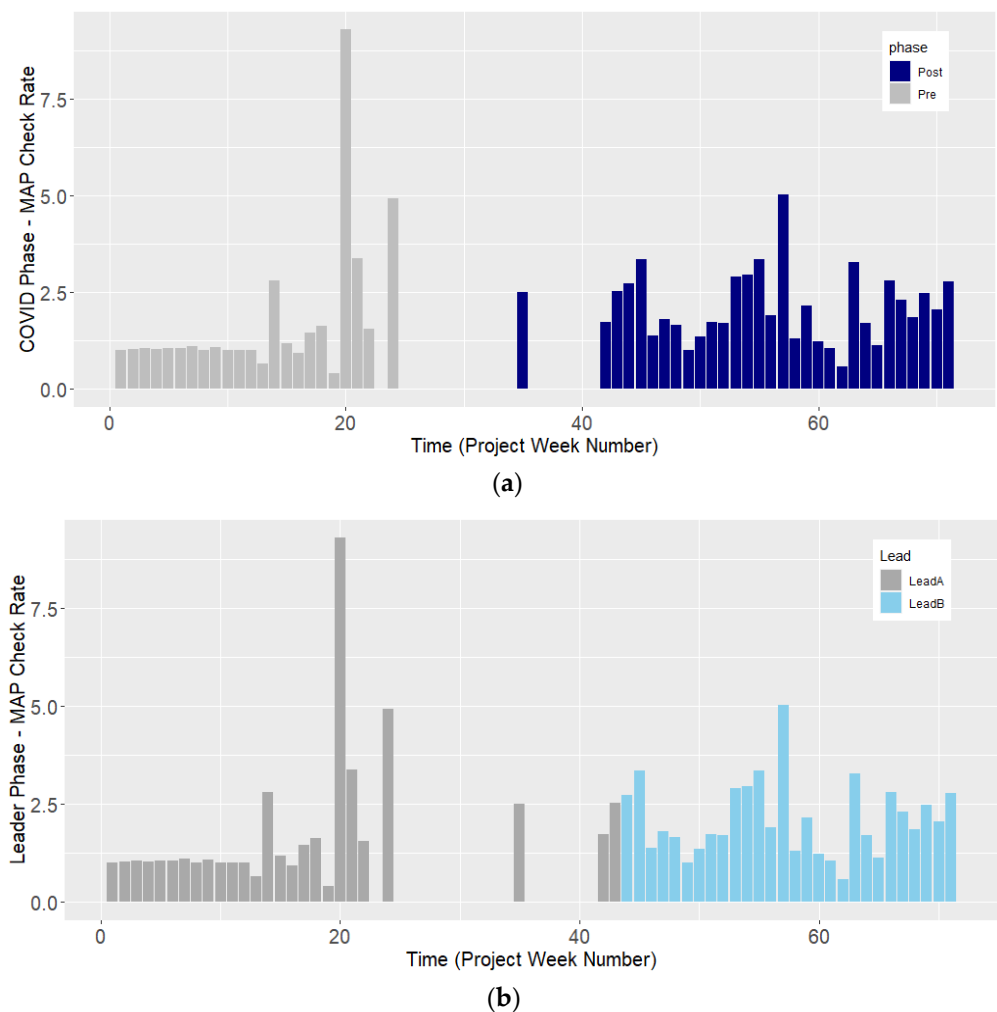 COVID Phase - MAP Check Rate
7.5
5.0
2.5
0.0
phase
Post
Pre
0
20
40
60
Time (Project Week Number)
(a)
Leader Phase - MAP Check Rate
7.5
5.0
2.5
0.0
Lead
LeadA
LeadB
0
20
40
60
Time (Project Week Number)
(b)